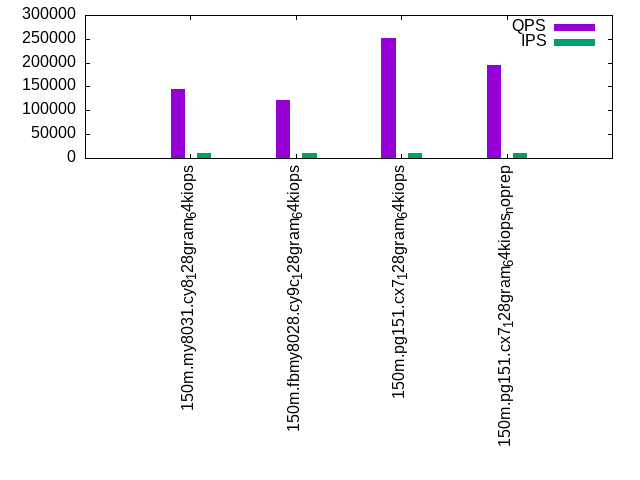 300000
250000
200000
150000
100000
50000
0
QPS
IPS
150m.my8031.cy8₁28gram₆4kiops
150m.fbmy8028.cy9c₁28gram₆4kiops
150m.pg151.cx7₁28gram₆4kiops
150m.pg151.cx7₁28gram₆4kiopsₙoprep